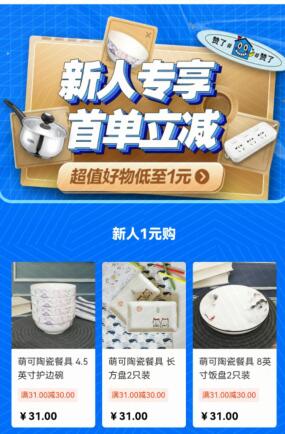 赞了 赞了
新人专享
首单立减
超值好物低至1元
新人1元购
萌可陶瓷餐具 4.5
英寸护边碗
满31.00减30.00
¥31.00
萌可陶瓷餐具 长
方盘2只装
满31.00减30.00
¥31.00
萌可陶瓷餐具 8英
寸饭盘2只装
满31.00减30.00
¥31.00